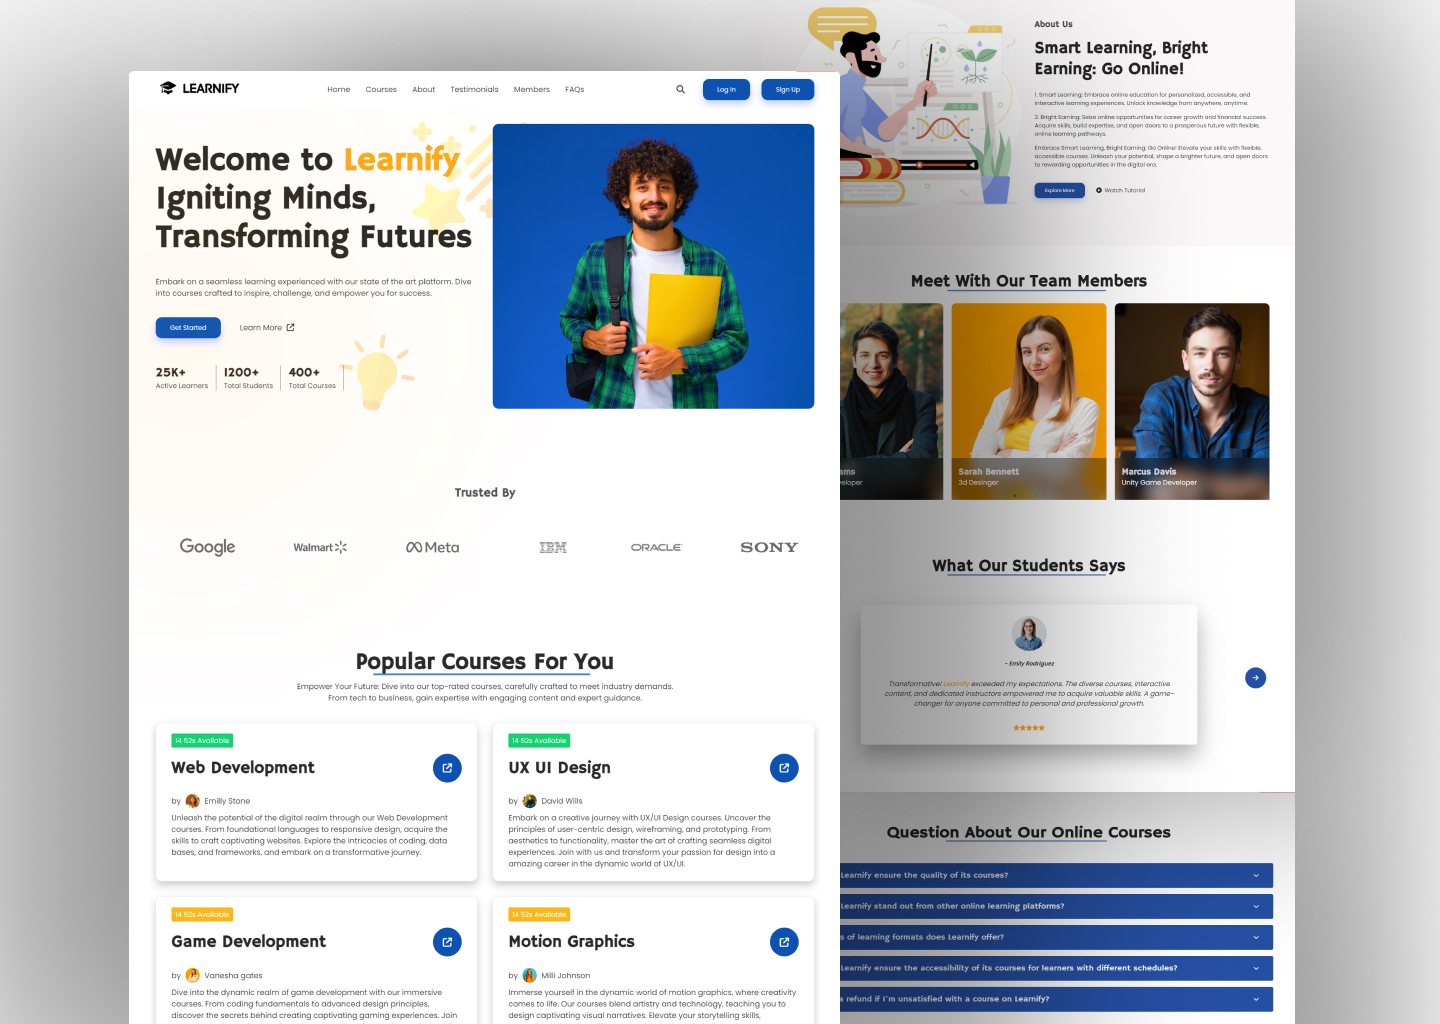 LEARNIFY
Home Courses About Testimonials Members FAQs
Log In
Sign Up
Welcome to Learnify
Igniting Minds,
Transforming Futures
Embark on a seamless learning experienced with our state of the art platform. Dive
into courses crafted to inspire, challenge, and empower you for success.
Get Started
Learn More
25K+
Active Learners
1200+
Total Students
400+
Total Courses
Trusted By
Google
Walmart
Meta
IBM
ORACLE
SONY
Popular Courses For You
Empower Your Future: Dive into our top-rated courses, carefully crafted to meet industry demands.
From tech to business, gain expertise with engaging content and expert guidance.
14 52s Available
Web Development
by Emilly Stone
Unleash the potential of the digital realm through our Web Development
courses. From foundational languages to responsive design, acquire the
skills to craft captivating websites. Explore the intricacies of coding, data
bases, and frameworks, and embark on a transformative journey.
14 52s Available
UX UI Design
by David Wills
Embark on a creative journey with UX/UI Design courses. Uncover the
principles of user-centric design, wireframing, and prototyping. From
aesthetics to functionality, master the art of crafting seamless digital
experiences. Join with us and transform your passion for design into a
amazing career in the dynamic world of UX/UI.
14 52s Available
Game Development
by Vanesha gates
Dive into the dynamic realm of game development with our immersive
courses. From coding fundamentals to advanced design principles,
discover the secrets behind creating captivating gaming experiences. Join
14 52s Available
Motion Graphics
by Milli Johnson
Immerse yourself in the dynamic world of motion graphics, where creativity
comes to life. Our courses blend artistry and technology, teaching you to
design captivating visual narratives. Elevate your storytelling skills,
About Us
Smart Learning, Bright
Earning: Go Online!
1. Smart Learning: Embrace online education for personalized, accessible, and
interactive learning experiences. Unlock knowledge from anywhere, anytime.
2. Bright Earning: Seize online opportunities for career growth and financial success.
Acquire skills, build expertise, and open doors to a prosperous future with flexible,
online learning pathways.
Embrace Smart Learning, Bright Earning: Go Online! Elevate your skills with flexible,
accessible courses. Unleash your potential, shape a brighter future, and open doors
to rewarding opportunities in the digital era.
Explore More
Watch Tutorial
Meet With Our Team Members
ams
veloper
Sarah Bennett
3d Desinger
Marcus Davis
Unity Game Developer
What Our Students Says
- Emily Rodriguez
Transformative! Learnify exceeded my expectations. The diverse courses, interactive
content, and dedicated instructors empowered me to acquire valuable skills. A game-
changer for anyone committed to personal and professional growth.
Question About Our Online Courses
Learnify ensure the quality of its courses?
Learnify stand out from other online learning platforms?
s of learning formats does Learnify offer?
Learnify ensure the accessibility of its courses for learners with different schedules?
a refund if I'm unsatisfied with a course on Learnify?